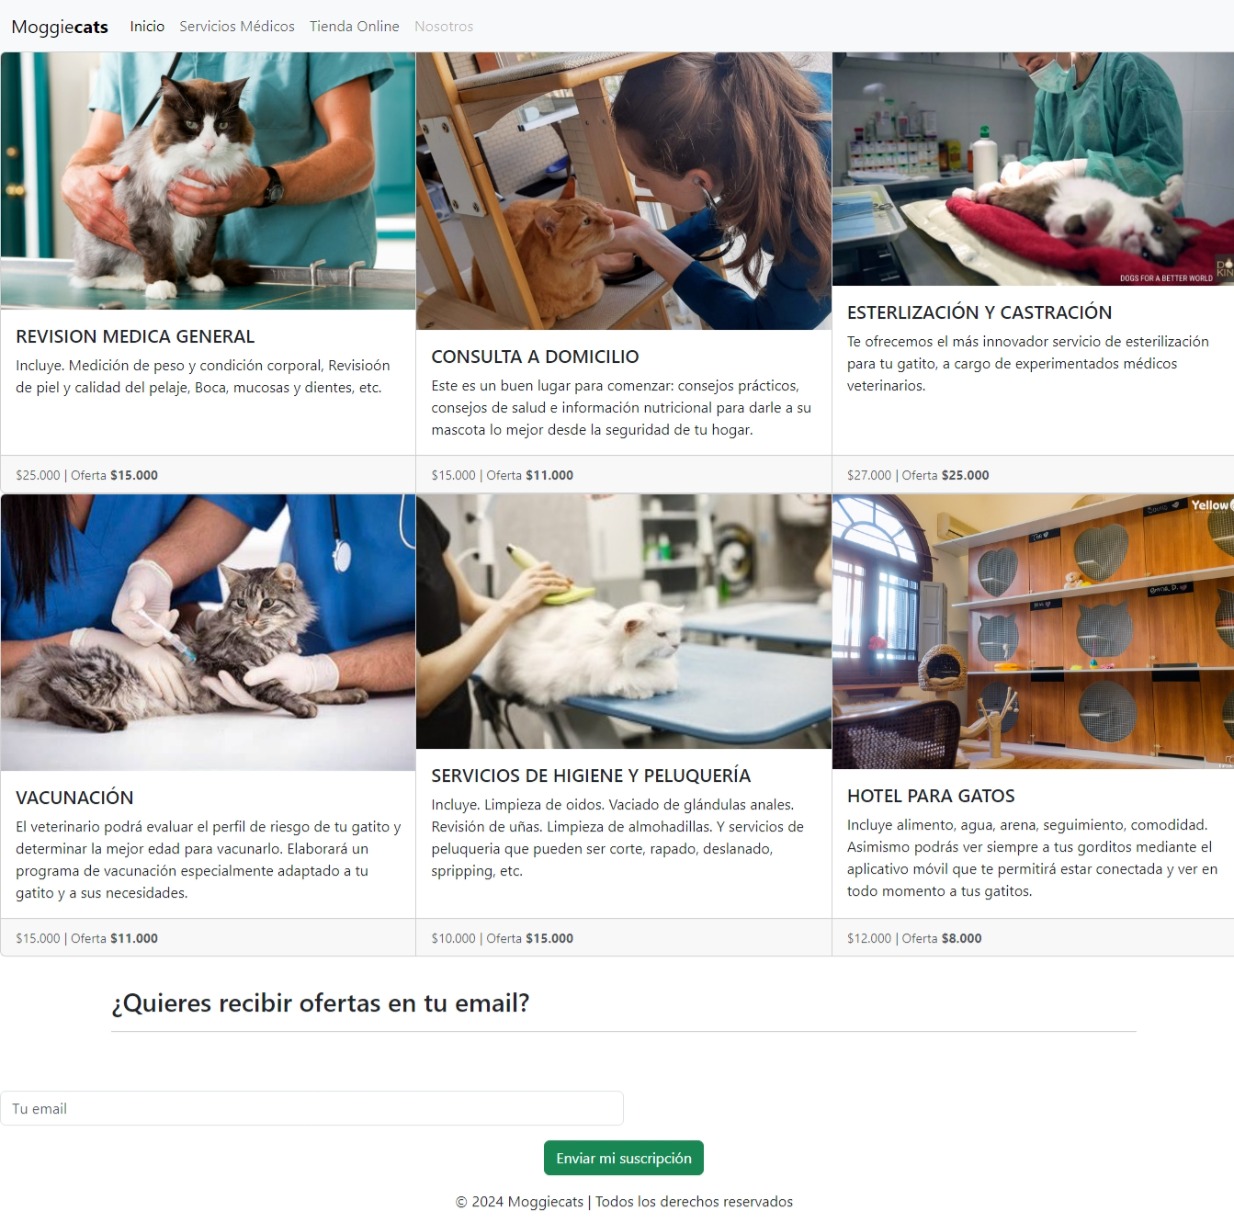 Moggiecats Inicio Servicios Médicos Tienda Online Nosotros
DOGS FOR A BETTER WORLD
REVISION MEDICA GENERAL
Incluye. Medición de peso y condición corporal, Revisioón
de piel y calidad del pelaje, Boca, mucosas y dientes, etc.
$25.000 | Oferta $15.000
CONSULTA A DOMICILIO
Este es un buen lugar para comenzar: consejos prácticos,
consejos de salud e información nutricional para darle a su
mascota lo mejor desde la seguridad de tu hogar.
$15.000 | Oferta $11.000
ESTERLIZACIÓN Y CASTRACIÓN
Te ofrecemos el más innovador servicio de esterilización
para tu gatito, a cargo de experimentados médicos
veterinarios.
$27.000 | Oferta $25.000
Yellow
VACUNACIÓN
El veterinario podrá evaluar el perfil de riesgo de tu gatito y
determinar la mejor edad para vacunarlo. Elaborará un
programa de vacunación especialmente adaptado a tu
gatito y a sus necesidades.
$15.000 | Oferta $11.000
SERVICIOS DE HIGIENE Y PELUQUERÍA
Incluye. Limpieza de oidos. Vaciado de glándulas anales.
Revisión de uñas. Limpieza de almohadillas. Y servicios de
peluqueria que pueden ser corte, rapado, deslanado,
spripping, etc.
$10.000 | Oferta $15.000
HOTEL PARA GATOS
Incluye alimento, agua, arena, seguimiento, comodidad.
Asimismo podrás ver siempre a tus gorditos mediante el
aplicativo móvil que te permitirá estar conectada y ver en
todo momento a tus gatitos.
$12.000 | Oferta $8.000
¿Quieres recibir ofertas en tu email?
Tu email
Enviar mi suscripción
© 2024 Moggiecats | Todos los derechos reservados